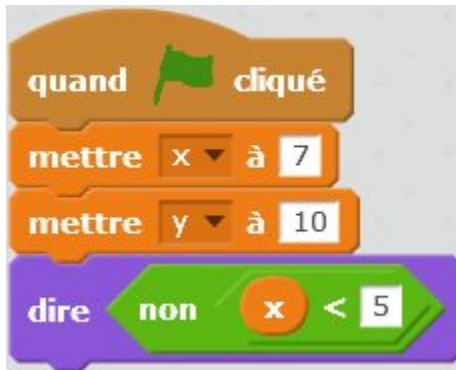 quand cliqué
mettre x à 7
mettre y à 10
dire non x < 5